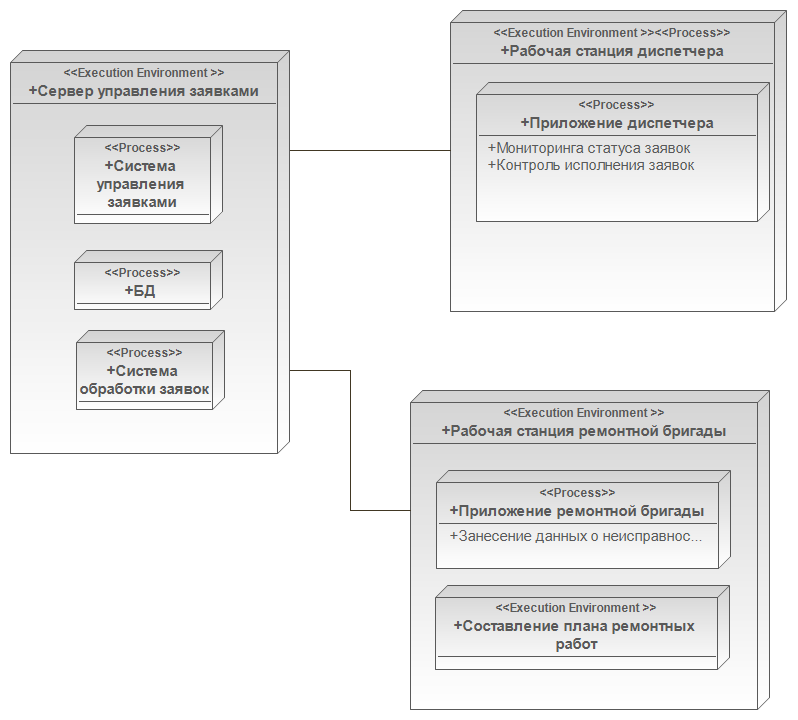 <<Execution Environment >>
+Сервер управления заявками
<<Process>>
+Система
управления
заявками
<<Process>>
+БД
<<Process>>
+Система
обработки заявок
<<Execution Environment >><<Process>>
+Рабочая станция диспетчера
<<Process>>
+Приложение диспетчера
+Мониторинга статуса заявок
+Контроль исполнения заявок
<<Execution Environment >>
+Рабочая станция ремонтной бригады
<<Process>>
+Приложение ремонтной бригады
+Занесение данных о неисправнос...
<<Execution Environment >>
+Составление плана ремонтных
работ